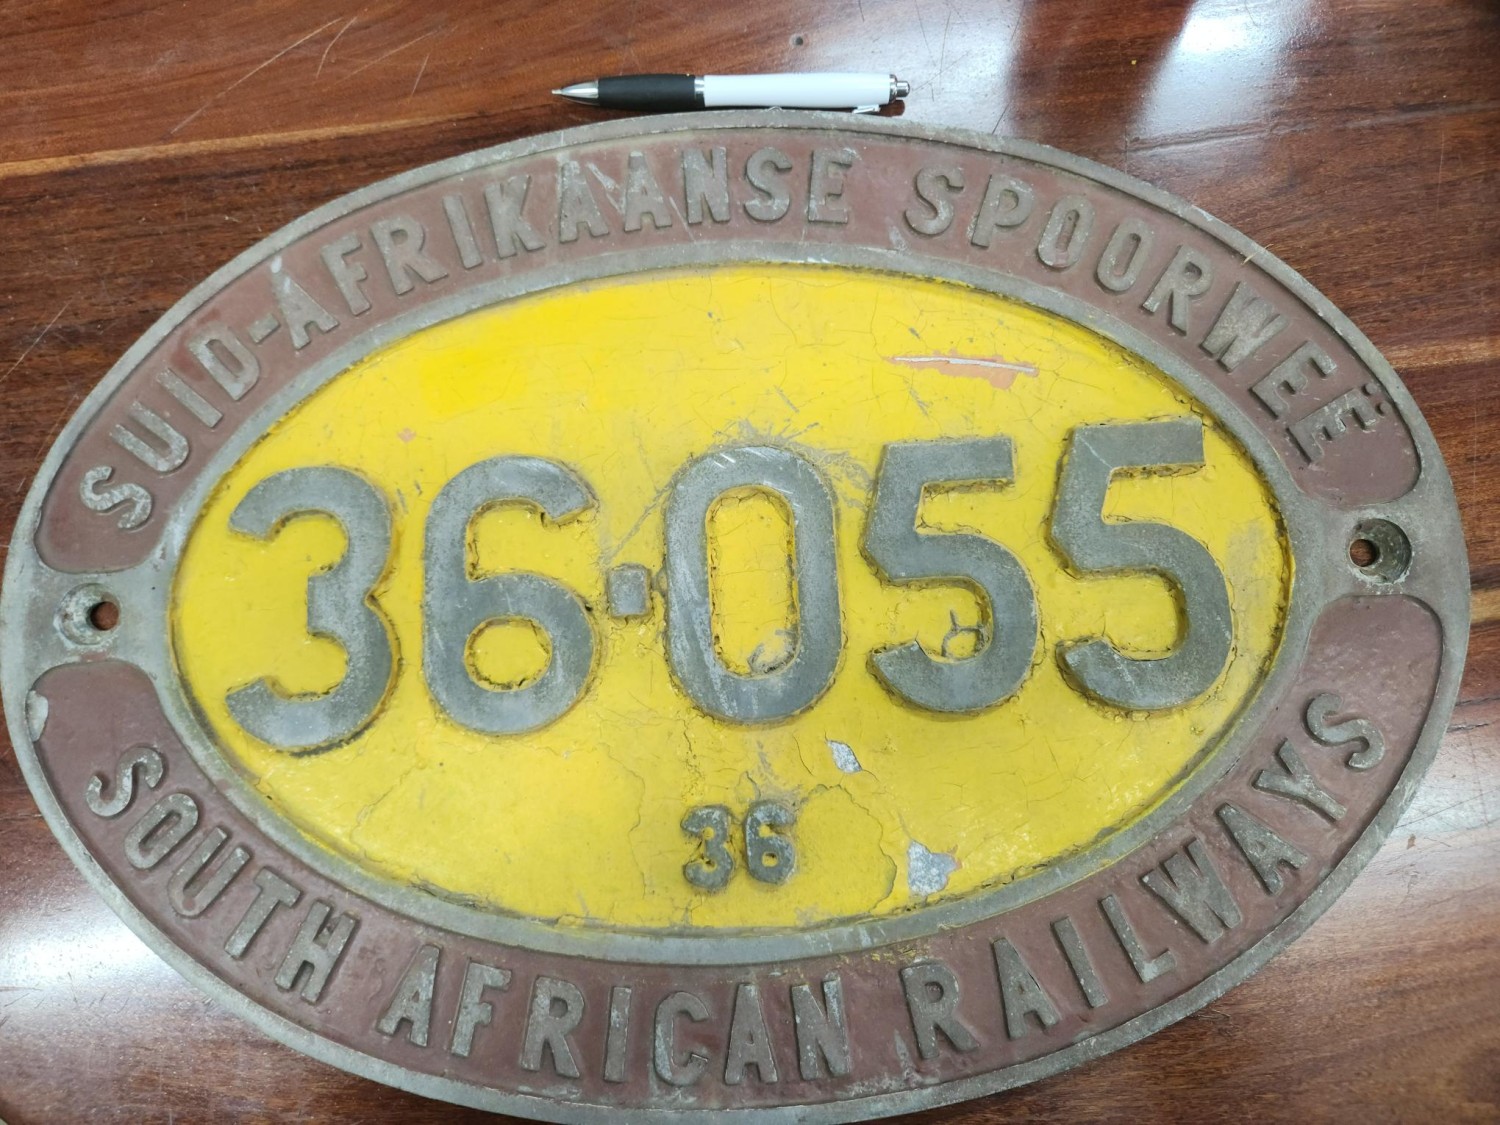 SUID-AFRIKAANSE SPOORWEË
36·055
36
SOUTH AFRICAN RAILWAYS